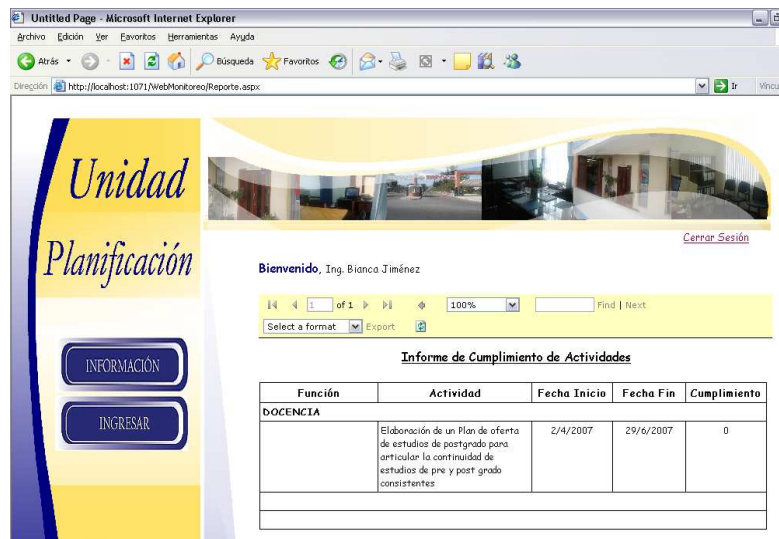 Untitled Page - Microsoft Internet Explorer
Archivo Edición Ver Favoritos Herramientas Ayuda
Atrás Búsqueda Favoritos
Dirección http://localhost:1071/WebMonitoreo/Reporte.aspx Ir
Unidad
Planificación
INFORMACIÓN
INGRESAR
Cerrar Sesión
Bienvenido, Ing. Bianca Jiménez
1 of 1 100% Find | Next
Select a format Export
Informe de Cumplimiento de Actividades
Función Actividad Fecha Inicio Fecha Fin Cumplimiento
DOCENCIA
Elaboración de un Plan de oferta 2/4/2007 29/6/2007 0
de estudios de postgrado para
articular la continuidad de
estudios de pre y post grado
consistentes